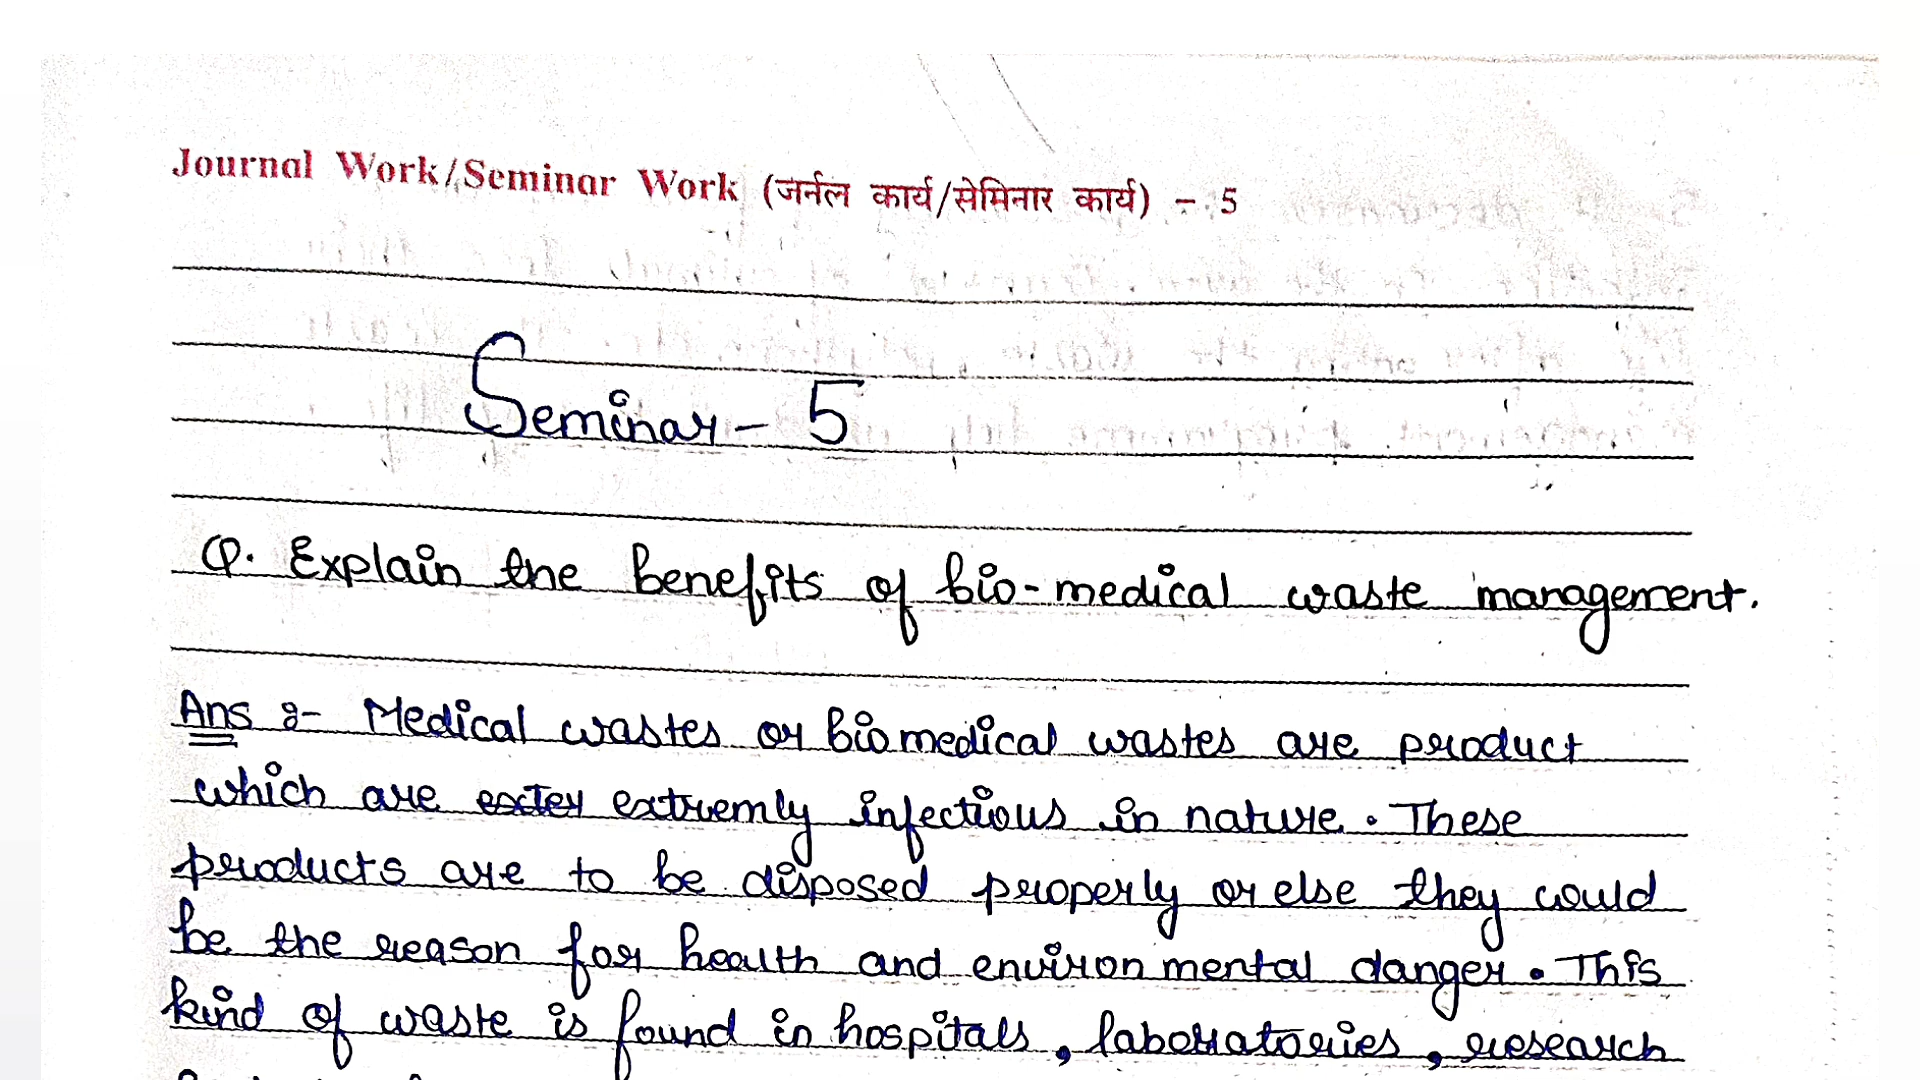 Journal Work/Seminar Work (जर्नल कार्य/सेमिनार कार्य) - 5
Seminar - 5
Q. Explain the benefits of bio-medical waste management.
Ans :- Medical wastes or biomedical wastes are product
which are exter extremly infectious in nature. These
products are to be disposed properly or else they could
be the reason for health and environmental danger. This
kind of waste is found in hospitals, laboratories, research